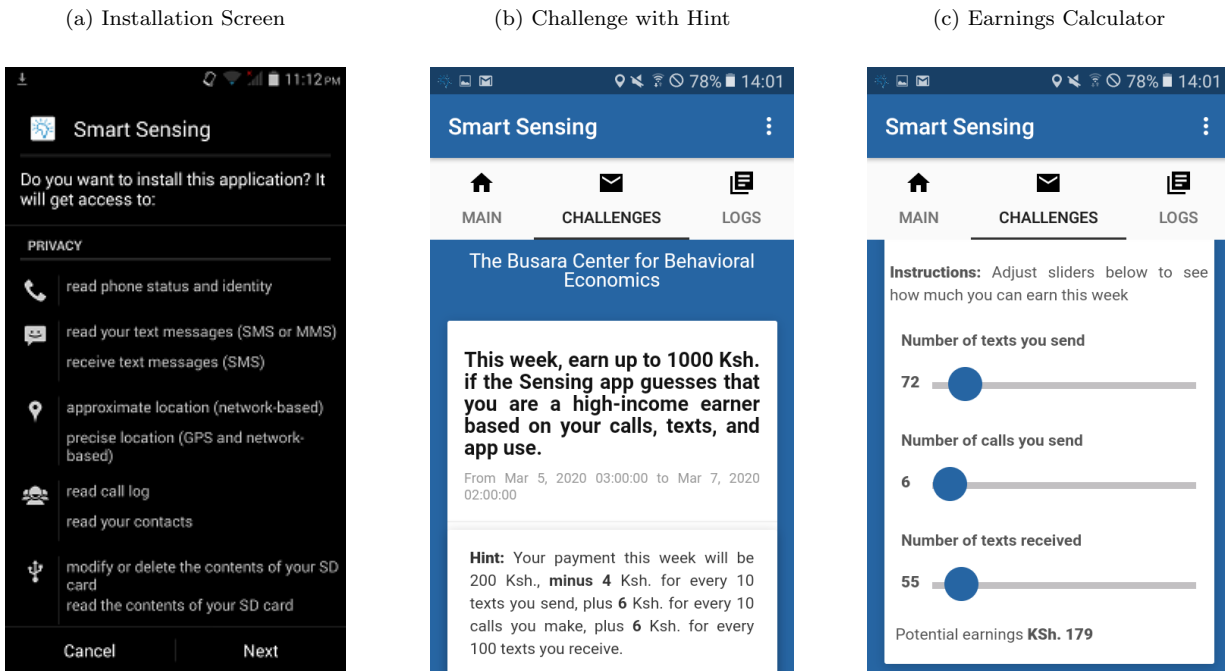 (a) Installation Screen
11:12 PM
Smart Sensing
Do you want to install this application? It
will get access to:
PRIVACY
read phone status and identity
read your text messages (SMS or MMS)
receive text messages (SMS)
approximate location (network-based)
precise location (GPS and network-
based)
read call log
read your contacts
modify or delete the contents of your SD
card
read the contents of your SD card
Cancel
Next
(b) Challenge with Hint
78% 14:01
Smart Sensing
MAIN
CHALLENGES
LOGS
The Busara Center for Behavioral
Economics
This week, earn up to 1000 Ksh.
if the Sensing app guesses that
you are a high-income earner
based on your calls, texts, and
app use.
From Mar 5, 2020 03:00:00 to Mar 7, 2020
02:00:00
Hint: Your payment this week will be
200 Ksh., minus 4 Ksh. for every 10
texts you send, plus 6 Ksh. for every 10
calls you make, plus 6 Ksh. for every
100 texts you receive.
(c) Earnings Calculator
78% 14:01
Smart Sensing
MAIN
CHALLENGES
LOGS
Instructions: Adjust sliders below to see
how much you can earn this week
Number of texts you send
72
Number of calls you send
6
Number of texts received
55
Potential earnings KSh. 179